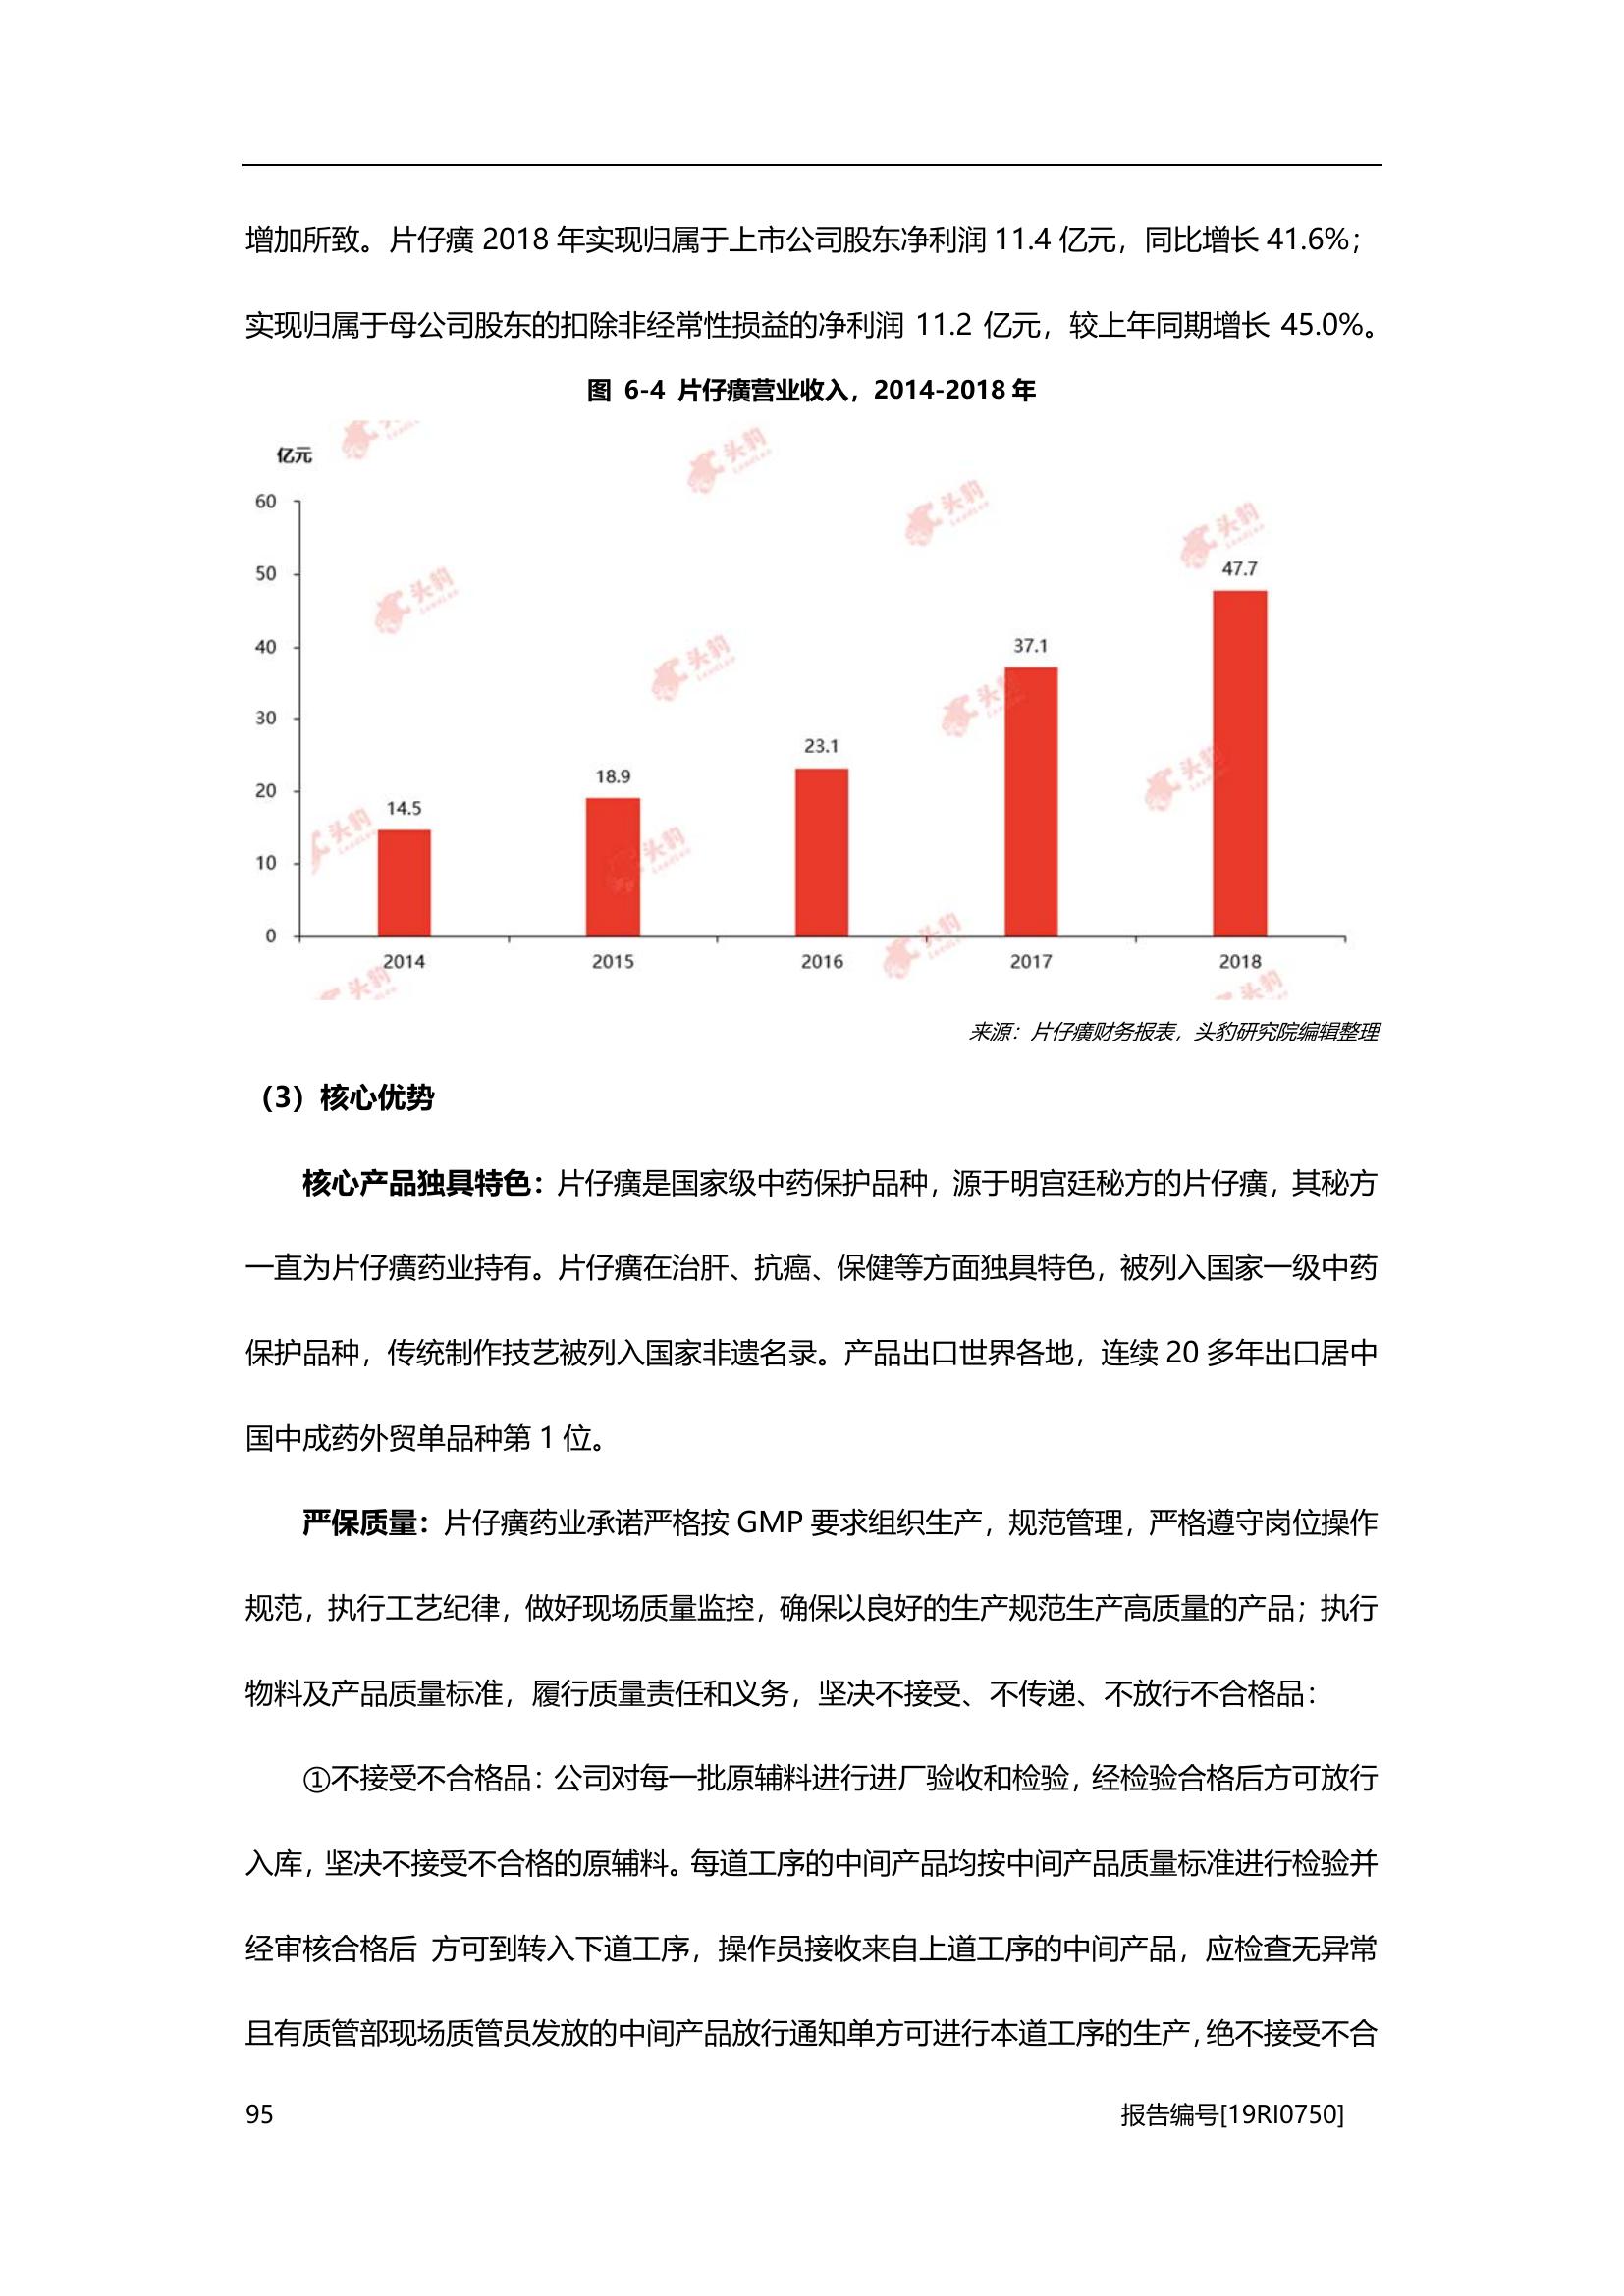 增加所致。片仔癀 2018 年实现归属于上市公司股东净利润 11.4 亿元，同比增长 41.6%；
实现归属于母公司股东的扣除非经常性损益的净利润 11.2 亿元，较上年同期增长 45.0%。
图 6-4 片仔癀营业收入，2014-2018 年
亿元
60
50
40
30
20
10
0
14.5
18.9
23.1
37.1
47.7
2014 2015 2016 2017 2018
头豹
来源：片仔癀财务报表，头豹研究院编辑整理
（3）核心优势
核心产品独具特色：片仔癀是国家级中药保护品种，源于明宫廷秘方的片仔癀，其秘方
一直为片仔癀药业持有。片仔癀在治肝、抗癌、保健等方面独具特色，被列入国家一级中药
保护品种，传统制作技艺被列入国家非遗名录。产品出口世界各地，连续 20 多年出口居中
国中成药外贸单品种第 1 位。
严保质量：片仔癀药业承诺严格按 GMP 要求组织生产，规范管理，严格遵守岗位操作
规范，执行工艺纪律，做好现场质量监控，确保以良好的生产规范生产高质量的产品；执行
物料及产品质量标准，履行质量责任和义务，坚决不接受、不传递、不放行不合格品：
①不接受不合格品：公司对每一批原辅料进行进厂验收和检验，经检验合格后方可放行
入库，坚决不接受不合格的原辅料。每道工序的中间产品均按中间产品质量标准进行检验并
经审核合格后 方可到转入下道工序，操作员接收来自上道工序的中间产品，应检查无异常
且有质管部现场质管员发放的中间产品放行通知单方可进行本道工序的生产，绝不接受不合
95
报告编号[19RI0750]